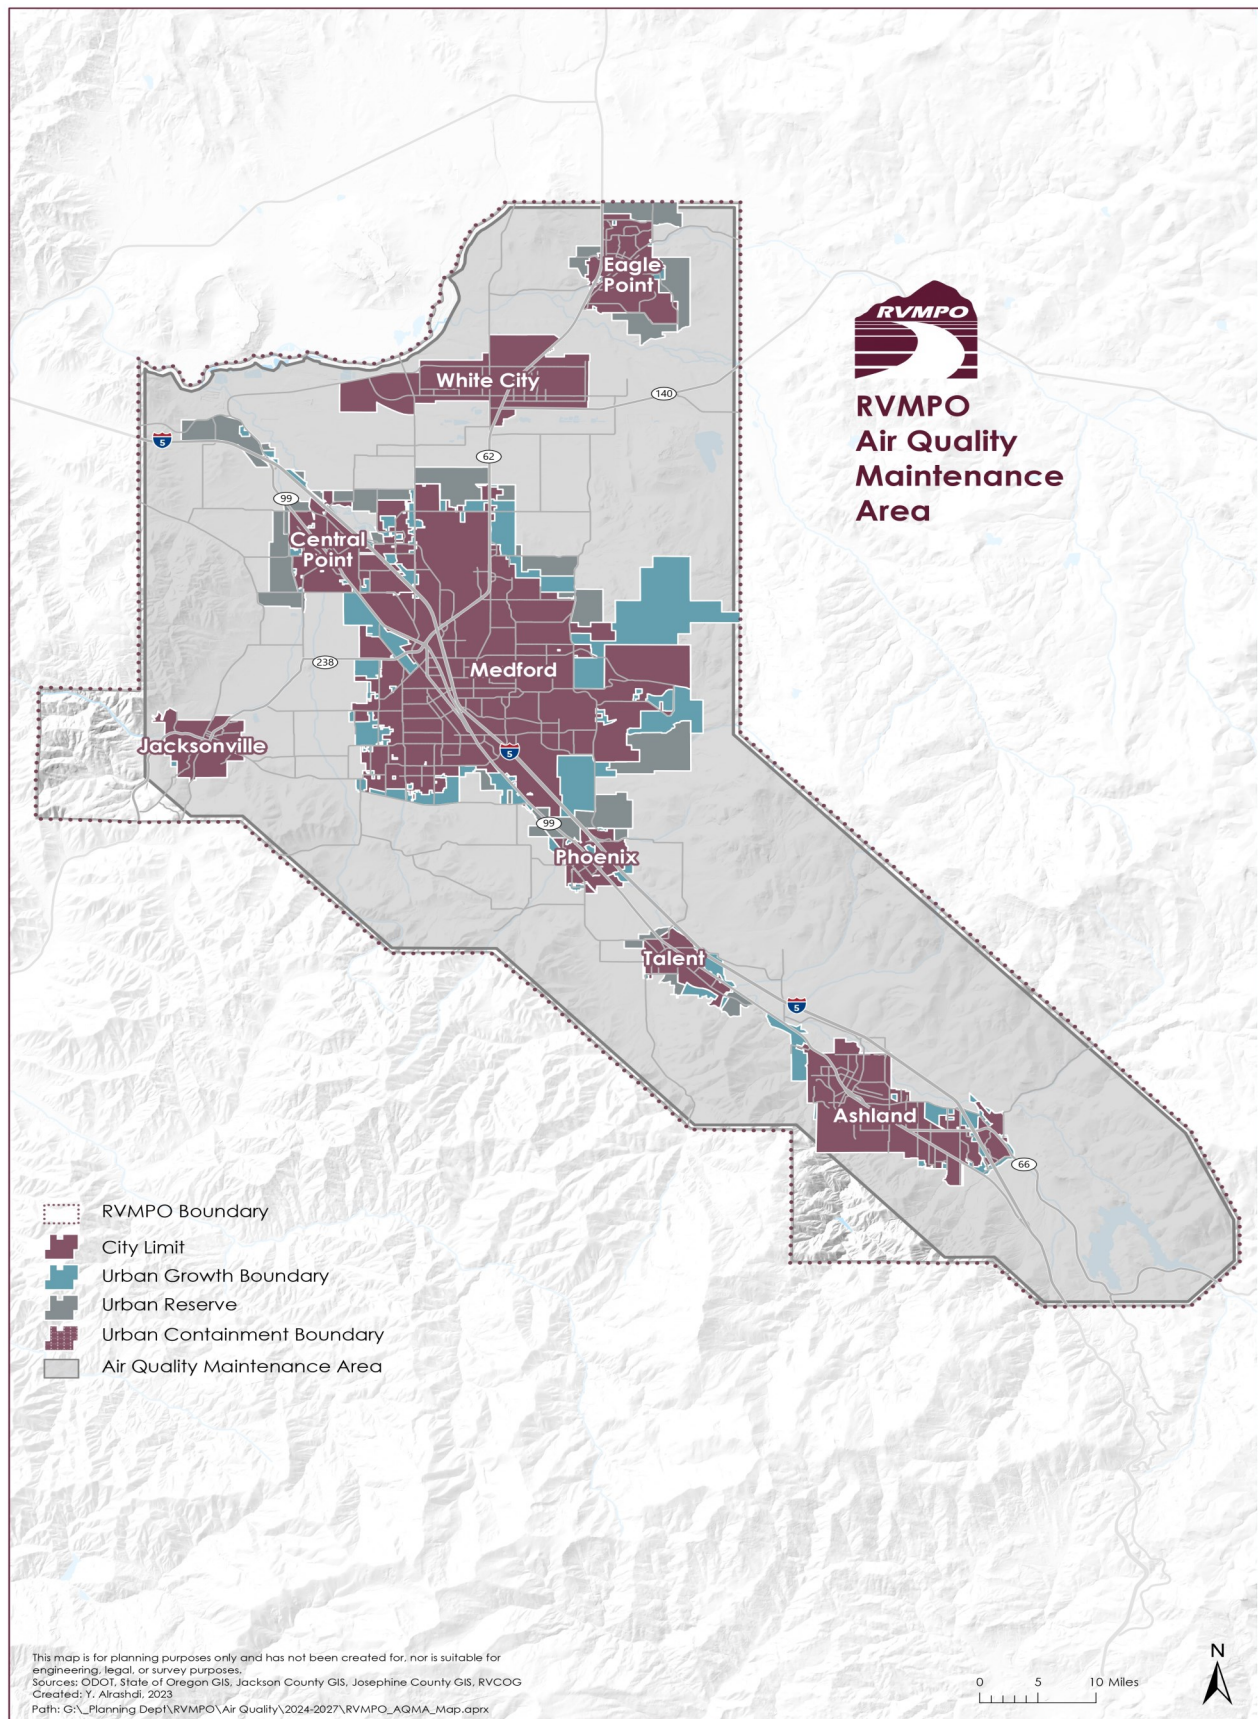 Eagle
Point
RVMPO
White City
140
RVMPO
Air Quality
Maintenance
Area
5
62
99
Central
Point
238
Medford
Jacksonville
5
99
Phoenix
Talent
5
Ashland
66
RVMPO Boundary
City Limit
Urban Growth Boundary
Urban Reserve
Urban Containment Boundary
Air Quality Maintenance Area
This map is for planning purposes only and has not been created for, nor is suitable for
engineering, legal, or survey purposes.
Sources: ODOT, State of Oregon GIS, Jackson County GIS, Josephine County GIS, RVCOG
Created: Y. Alrashdi, 2023
Path: G:\_Planning Dept\RVMPO\Air Quality\2024-2027\RVMPO_AQMA_Map.aprx
0 5 10 Miles
N